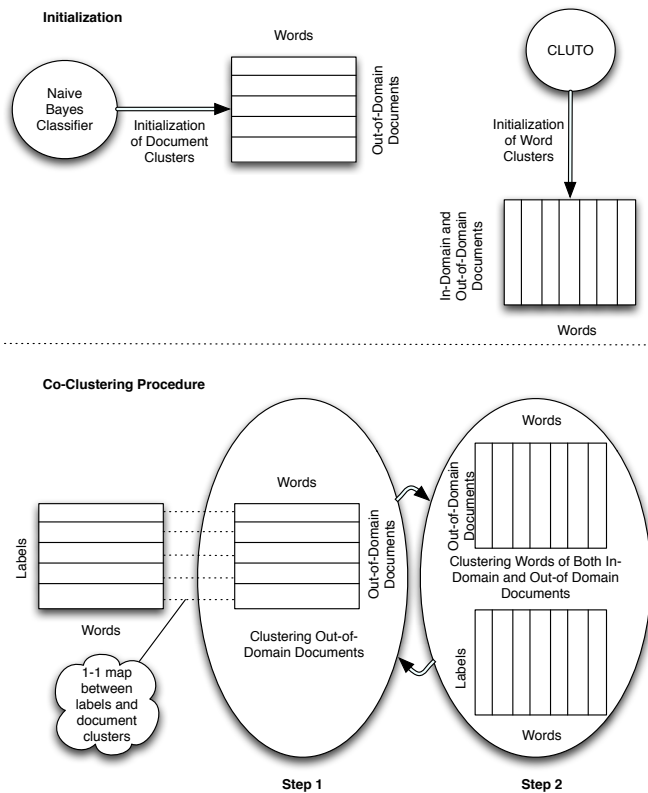 Initialization
Words
Naive
Bayes
Classifier
Initialization
of Document
Clusters
Out-of-Domain
Documents
CLUTO
Initialization
of Word
Clusters
In-Domain and
Out-of-Domain
Documents
Words
Co-Clustering Procedure
Labels
Words
1-1 map
between
labels and
document
clusters
Words
Out-of-Domain
Documents
Clustering Out-of-
Domain Documents
Step 1
Words
Out-of-Domain
Documents
Clustering Words of Both In-
Domain and Out-of Domain
Documents
Labels
Words
Step 2